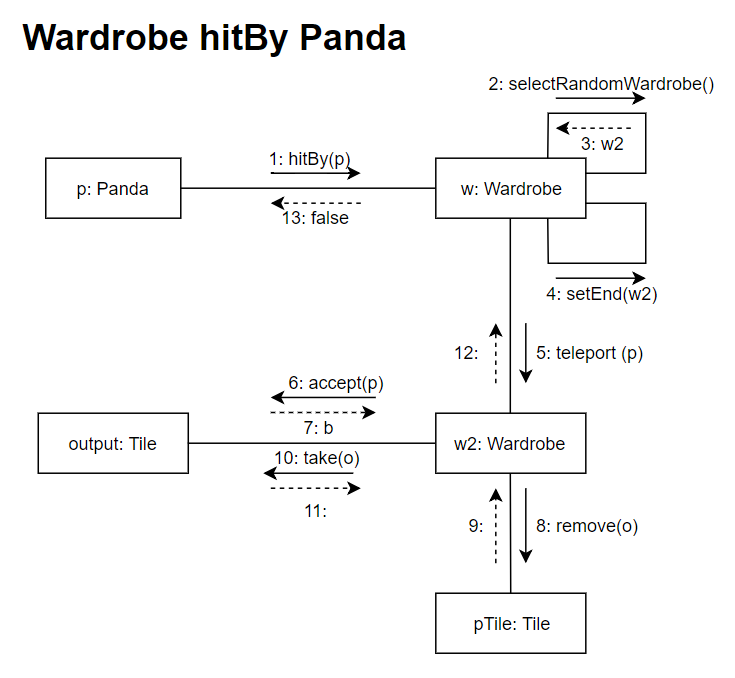 Wardrobe hitBy Panda
2: selectRandomWardrobe()
3: w2
1: hitBy(p)
p: Panda
w: Wardrobe
13: false
4: setEnd(w2)
12:
5: teleport (p)
6: accept(p)
7: b
output: Tile
w2: Wardrobe
10: take(o)
11:
9:
8: remove(o)
pTile: Tile